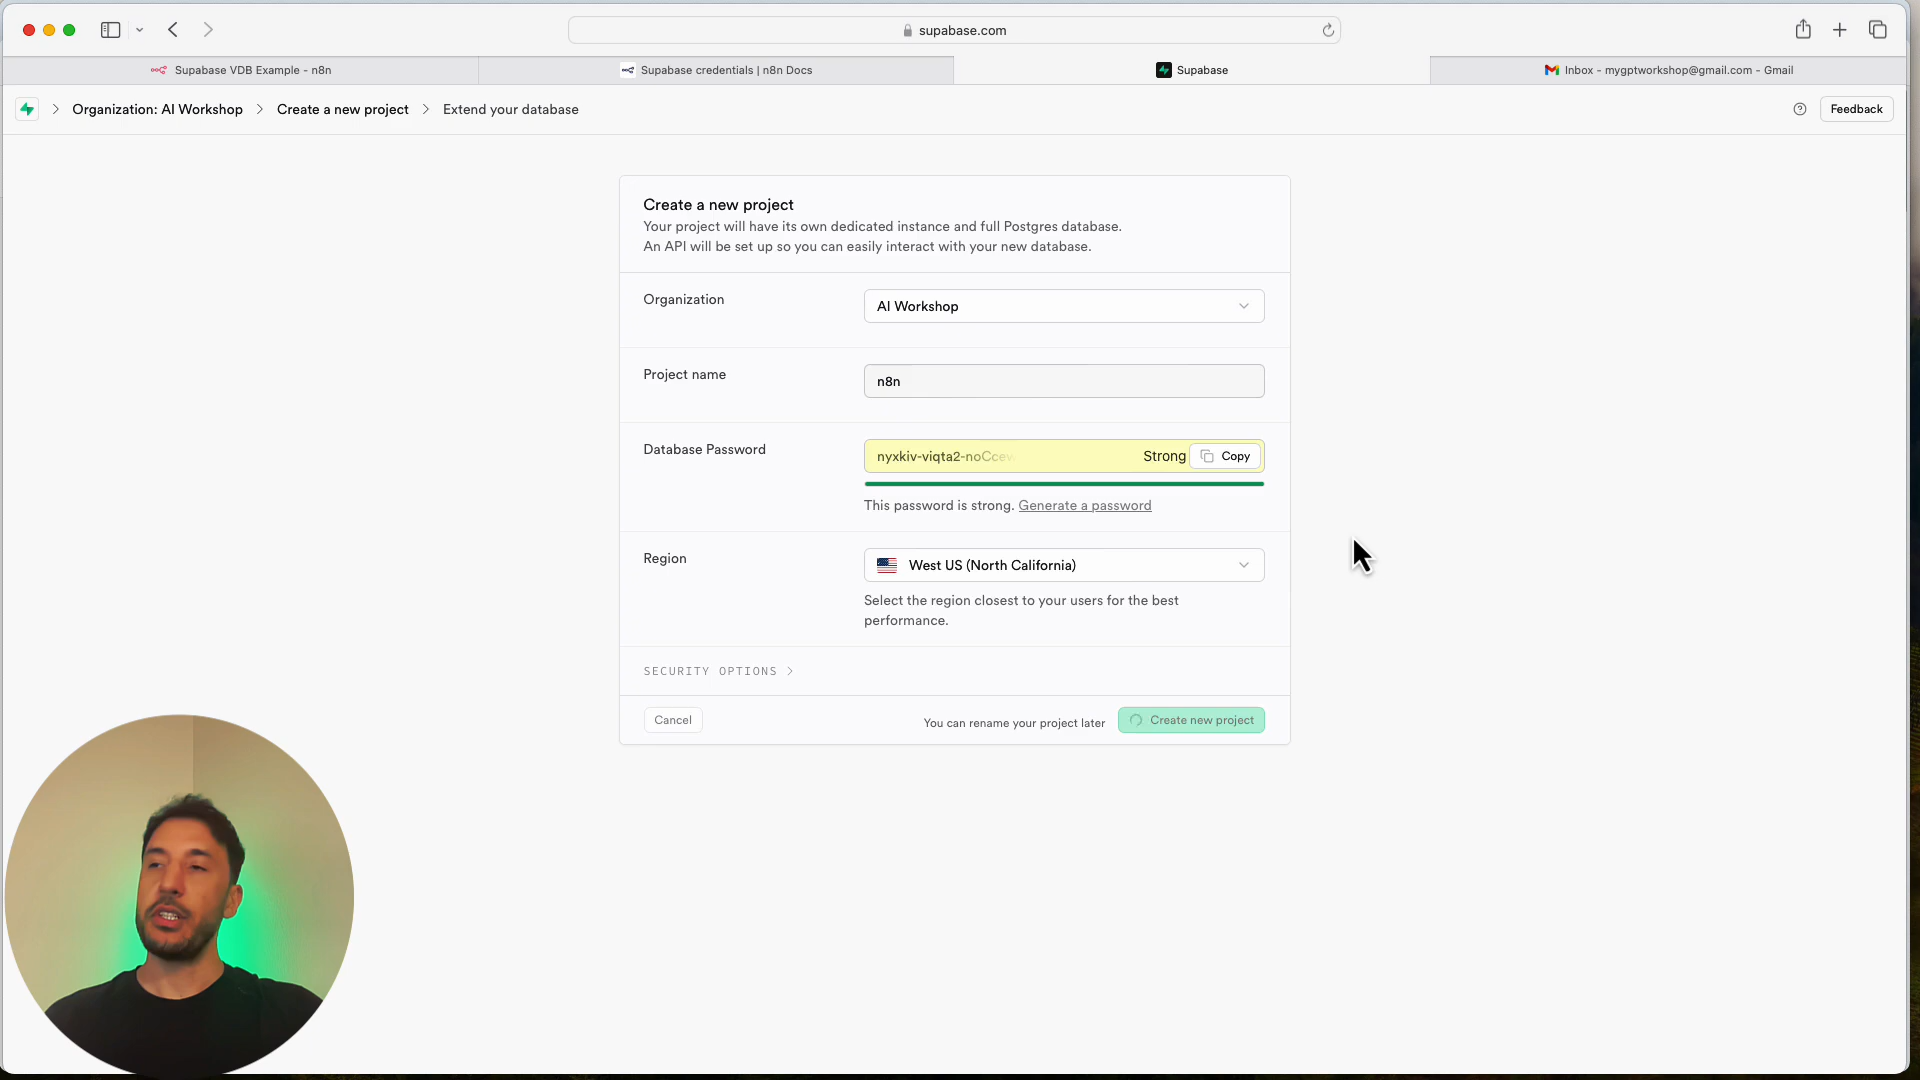 supabase.com
Supabase VDB Example - n8n
Supabase credentials | n8n Docs
Supabase
Inbox - mygptworkshop@gmail.com - Gmail
Organization: AI Workshop
Create a new project
Extend your database
Feedback
Create a new project
Your project will have its own dedicated instance and full Postgres database.
An API will be set up so you can easily interact with your new database.
Organization
AI Workshop
Project name
n8n
Database Password
nyxkiv-viqta2-noCcev
Strong
Copy
This password is strong. Generate a password
Region
West US (North California)
Select the region closest to your users for the best
performance.
SECURITY OPTIONS
Cancel
You can rename your project later
Create new project